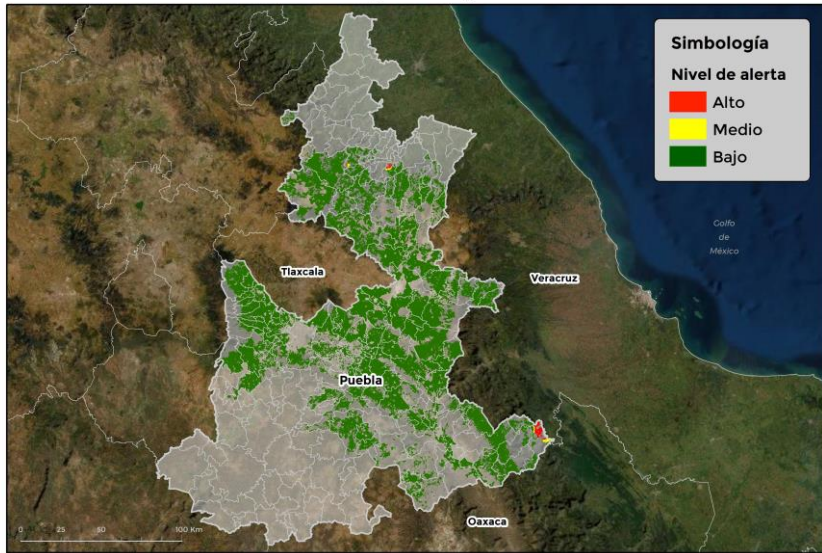 Simbología
Nivel de alerta
Alto
Medio
Bajo
Golfo
de
México
Tlaxcala
Veracruz
Puebla
Oaxaca
0 25 50 100 Km